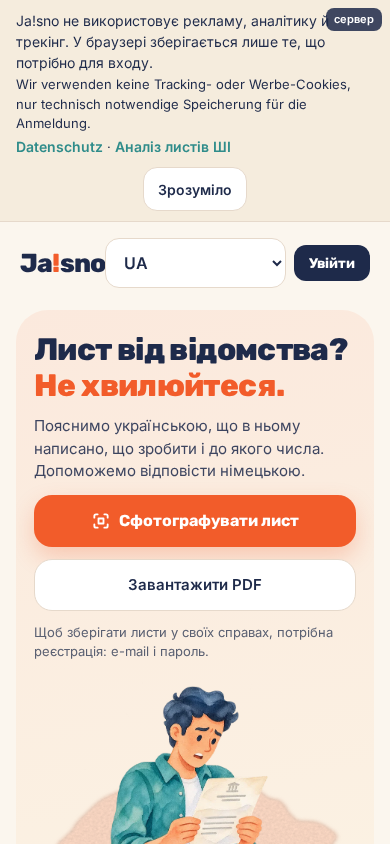 Ja!sno не використовує рекламу, аналітику й
сервер
трекінг. У браузері зберігається лише те, що
потрібно для входу.
Wir verwenden keine Tracking- oder Werbe-Cookies,
nur technisch notwendige Speicherung für die
Anmeldung.
Datenschutz · Аналіз листів ШІ
Зрозуміло
Ja!sno
UA
Увійти
Лист від відомства?
Не хвилюйтеся.
Пояснимо українською, що в ньому
написано, що зробити і до якого числа.
Допоможемо відповісти німецькою.
Сфотографувати лист
Завантажити PDF
Щоб зберігати листи у своїх справах, потрібна
реєстрація: e-mail і пароль.